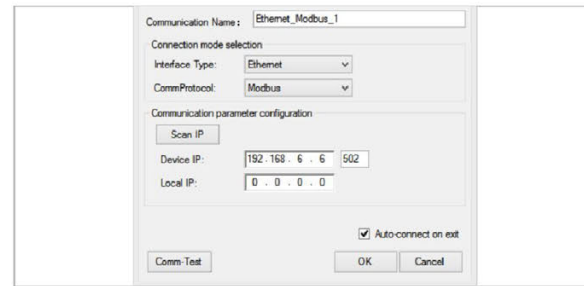 Communication Name: Ethernet_Modbus_1
Connection mode selection
Interface Type: Ethernet
CommProtocol: Modbus
Communication parameter configuration
Scan IP
Device IP: 192 . 168 . 6 . 6 502
Local IP: 0 . 0 . 0 . 0
Auto-connect on exit
Comm-Test OK Cancel